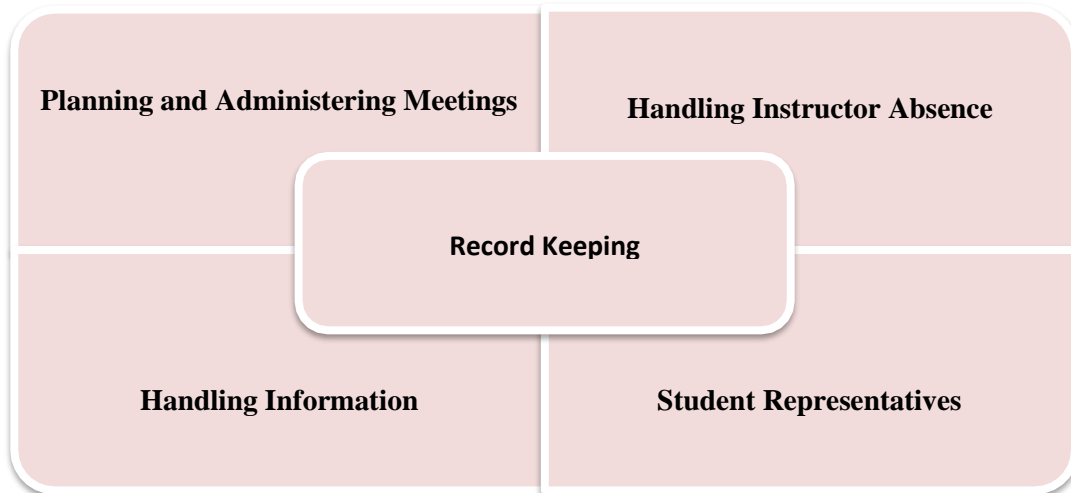 Planning and Administering Meetings
Handling Instructor Absence
Record Keeping
Handling Information
Student Representatives